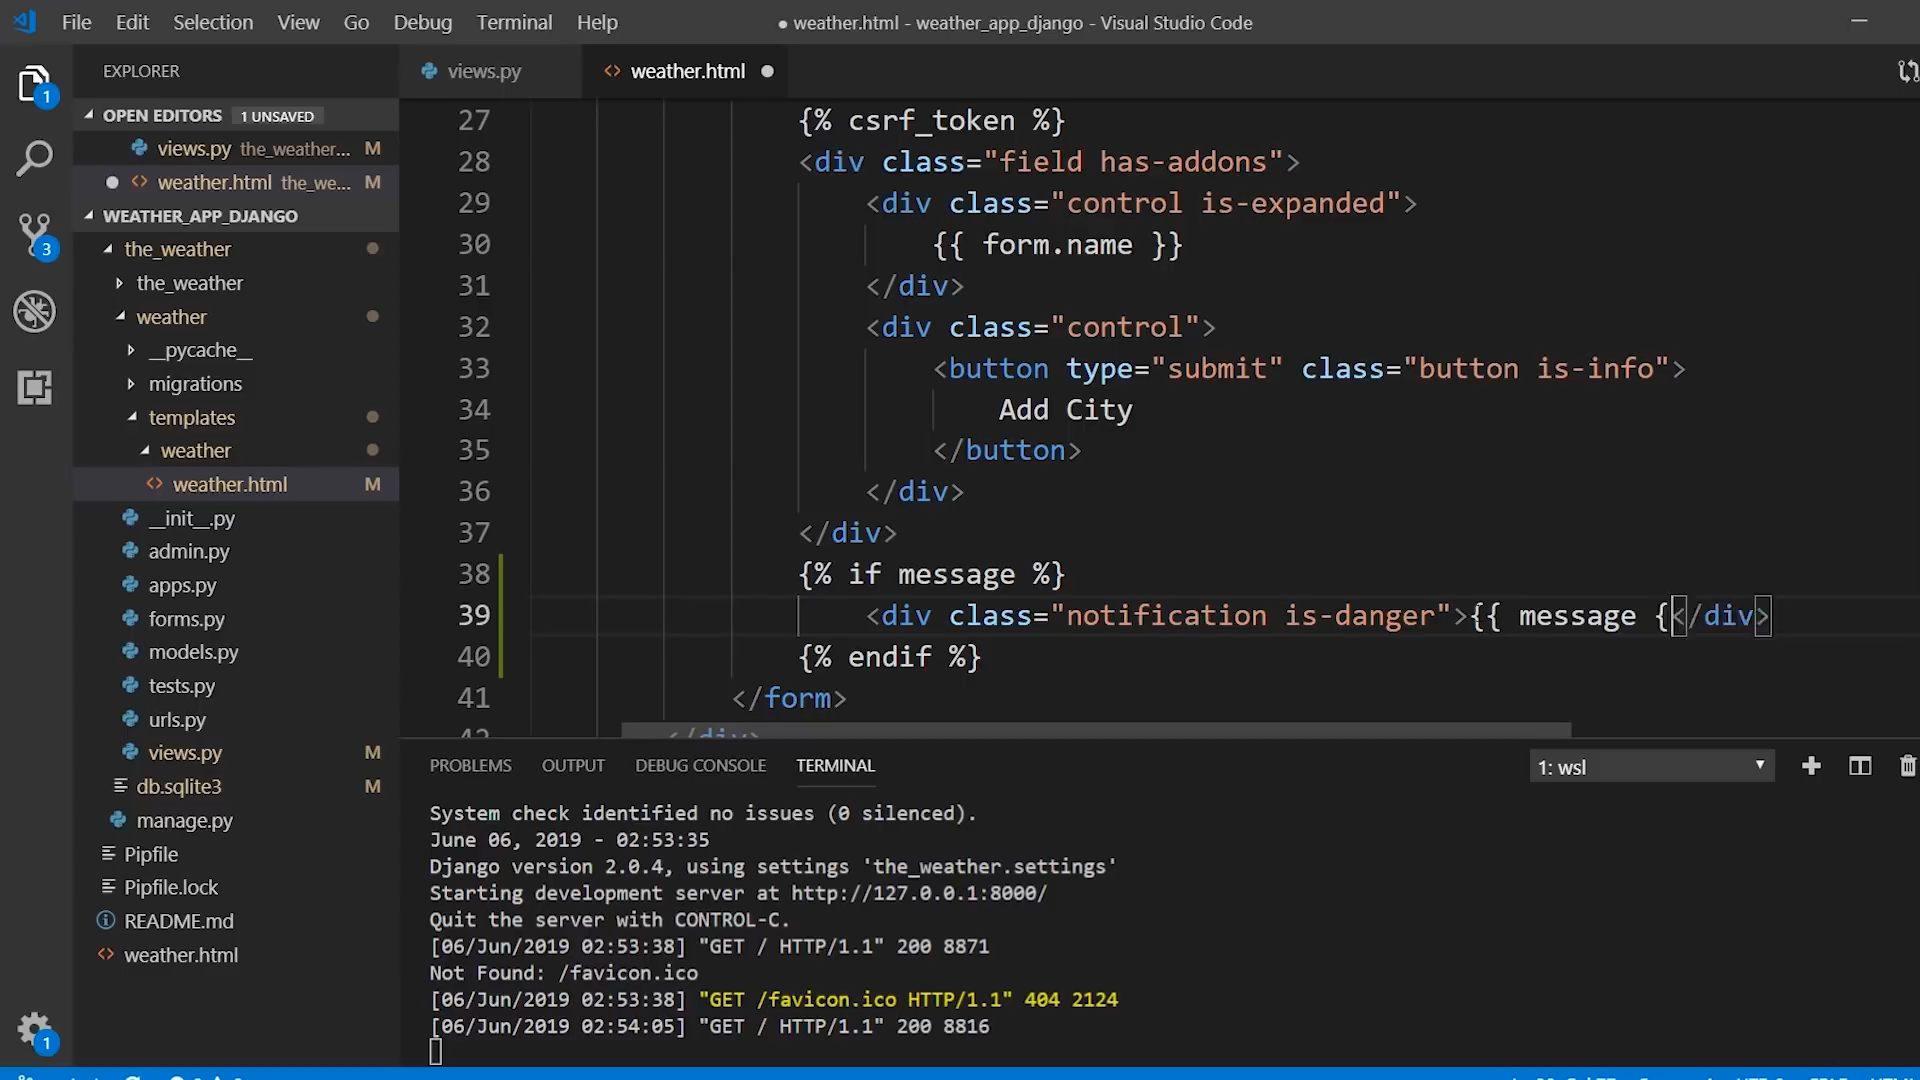 File Edit Selection View Go Debug Terminal Help
● weather.html - weather_app_django - Visual Studio Code
EXPLORER
OPEN EDITORS 1 UNSAVED
views.py the_weather... M
weather.html the_we... M
WEATHER_APP_DJANGO
the_weather
the_weather
weather
__pycache__
migrations
templates
weather
weather.html M
__init__.py
admin.py
apps.py
forms.py
models.py
tests.py
urls.py
views.py M
db.sqlite3 M
manage.py
Pipfile
Pipfile.lock
README.md
weather.html
1
3
1
views.py
weather.html
27 {% csrf_token %}
28 <div class="field has-addons">
29 <div class="control is-expanded">
30 {{ form.name }}
31 </div>
32 <div class="control">
33 <button type="submit" class="button is-info">
34 Add City
35 </button>
36 </div>
37 </div>
38 {% if message %}
39 <div class="notification is-danger">{{ message {</div>
40 {% endif %}
41 </form>
42 </div>
PROBLEMS OUTPUT DEBUG CONSOLE TERMINAL
1: wsl
System check identified no issues (0 silenced).
June 06, 2019 - 02:53:35
Django version 2.0.4, using settings 'the_weather.settings'
Starting development server at http://127.0.0.1:8000/
Quit the server with CONTROL-C.
[06/Jun/2019 02:53:38] "GET / HTTP/1.1" 200 8871
Not Found: /favicon.ico
[06/Jun/2019 02:53:38] "GET /favicon.ico HTTP/1.1" 404 2124
[06/Jun/2019 02:54:05] "GET / HTTP/1.1" 200 8816